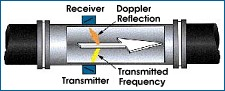 Receiver
Doppler
Reflection
Transmitter
Transmitted
Frequency